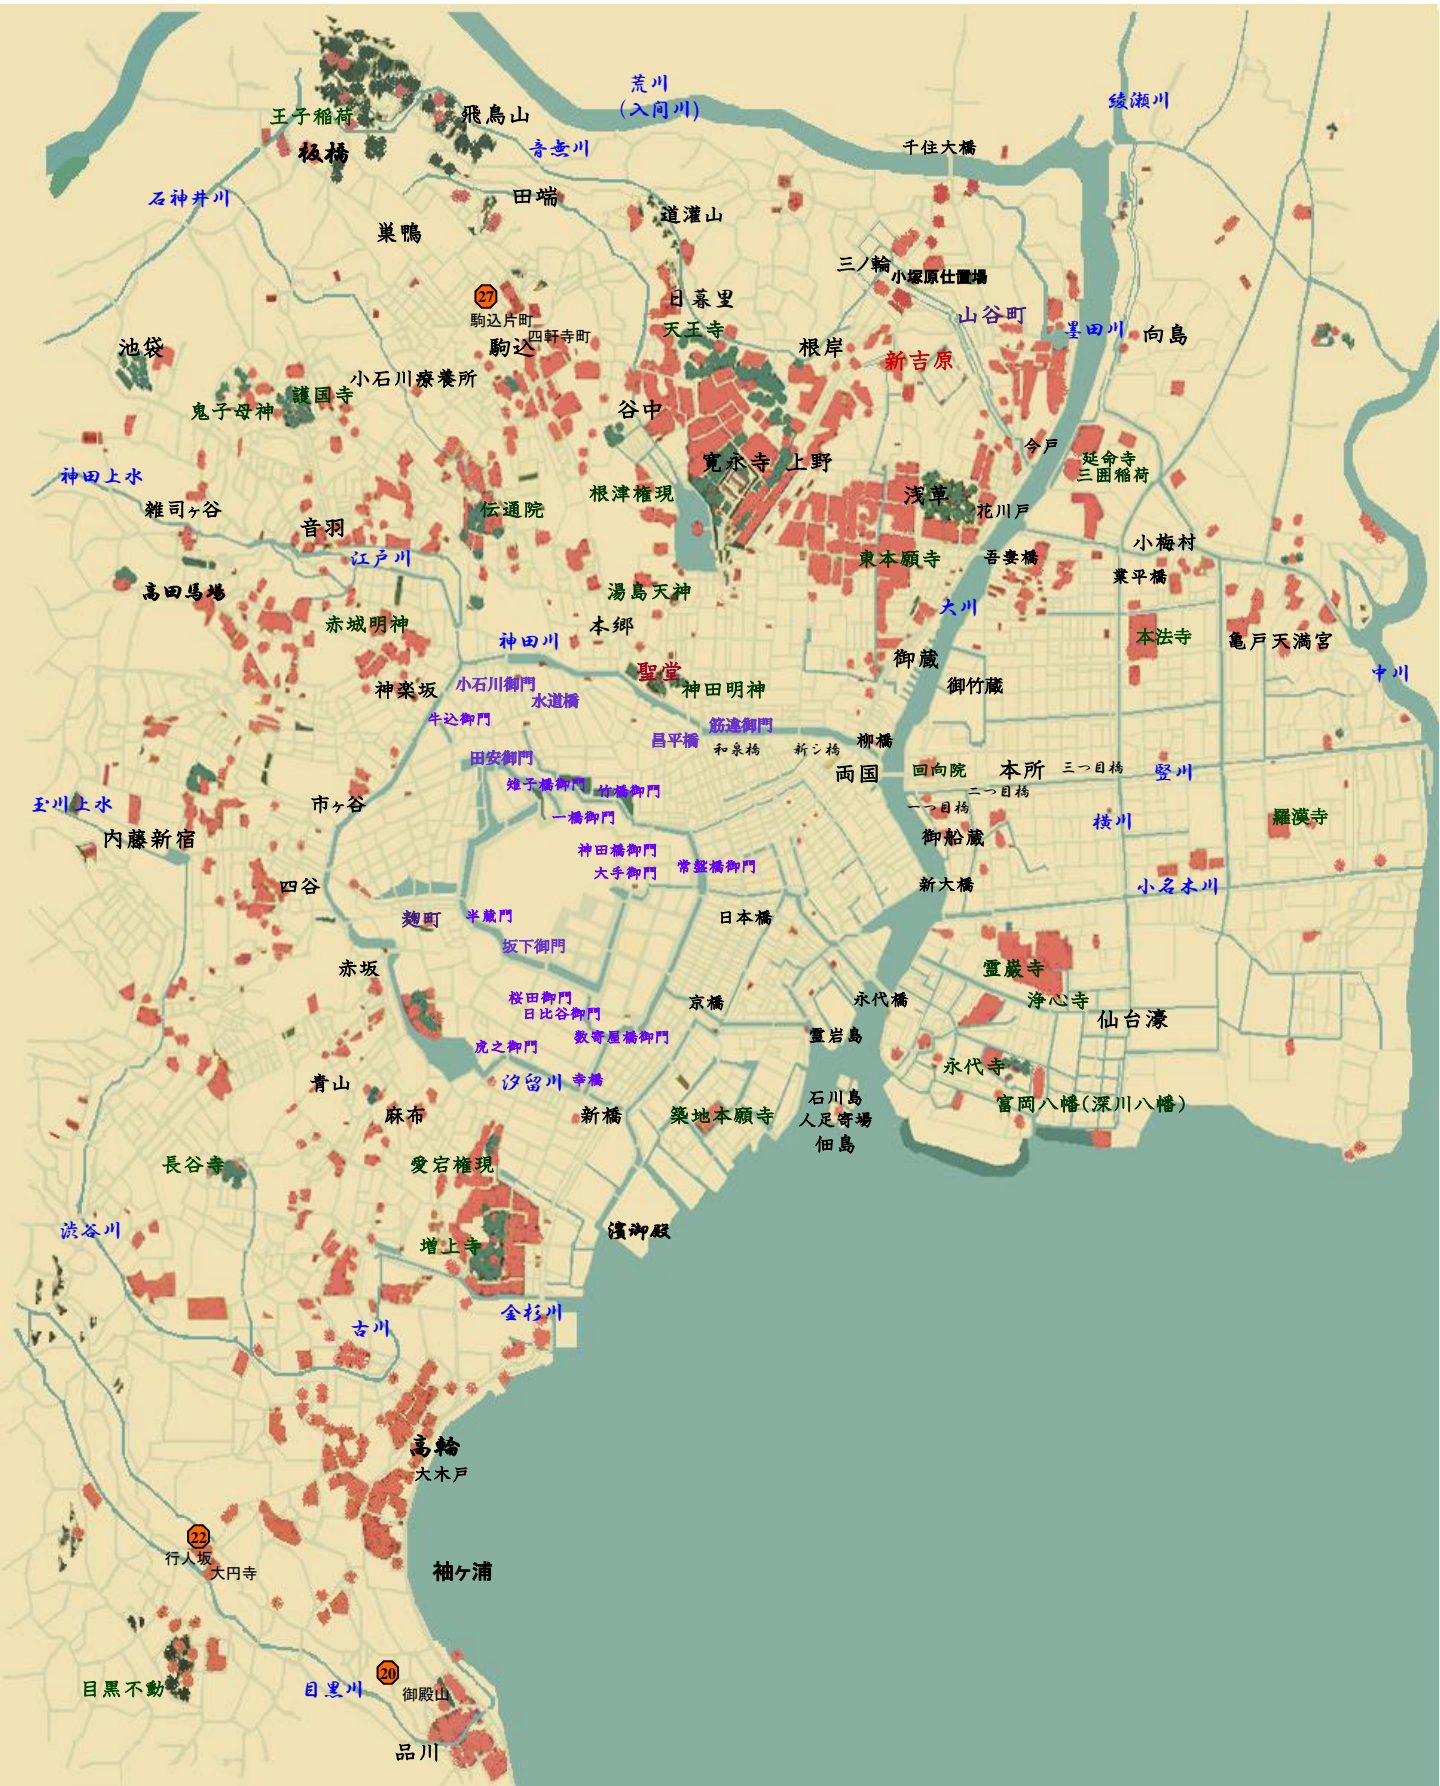 荒川
(入间川)
綾瀬川
王子稲荷
飛鳥山
板橋
音無川
千住大橋
石神井川
田端
道灌山
巣鴨
三ノ輪
小塚原仕置場
27
駒込片町
四軒寺町
駒込
日暮里
天王寺
山谷町
墨田川
向島
池袋
根岸
新吉原
小石川療養所
護国寺
鬼子母神
谷中
今戸
延命寺
三囲稲荷
寛永寺
上野
神田上水
雑司ヶ谷
根津権現
浅草
花川戸
伝通院
音羽
江戸川
東本願寺
吾妻橋
小梅村
業平橋
高田馬場
湯島天神
大川
赤城明神
本郷
神田川
本法寺
亀戸天満宮
御蔵
中川
聖堂
神田明神
御竹蔵
神楽坂
小石川御門
水道橋
牛込御門
昌平橋
筋違御門
和泉橋
新シ橋
柳橋
田安御門
両国
回向院
本所
三つ目橋
竪川
雉子橋御門
竹橋御門
二つ目橋
一つ目橋
玉川上水
市ヶ谷
一橋御門
横川
羅漢寺
内藤新宿
御船蔵
神田橋御門
大手御門
常盤橋御門
四谷
新大橋
小名木川
麹町
半蔵門
日本橋
坂下御門
赤坂
霊巌寺
桜田御門
日比谷御門
京橋
永代橋
浄心寺
仙台濠
数寄屋橋御門
虎之御門
霊岩島
永代寺
青山
汐留川
幸橋
石川島
人足寄場
佃島
麻布
新橋
築地本願寺
富岡八幡(深川八幡)
長谷寺
愛宕権現
渋谷川
増上寺
濱御殿
金杉川
古川
高輪
大木戸
22
行人坂
大円寺
袖ヶ浦
20
目黒不動
目黒川
御殿山
品川